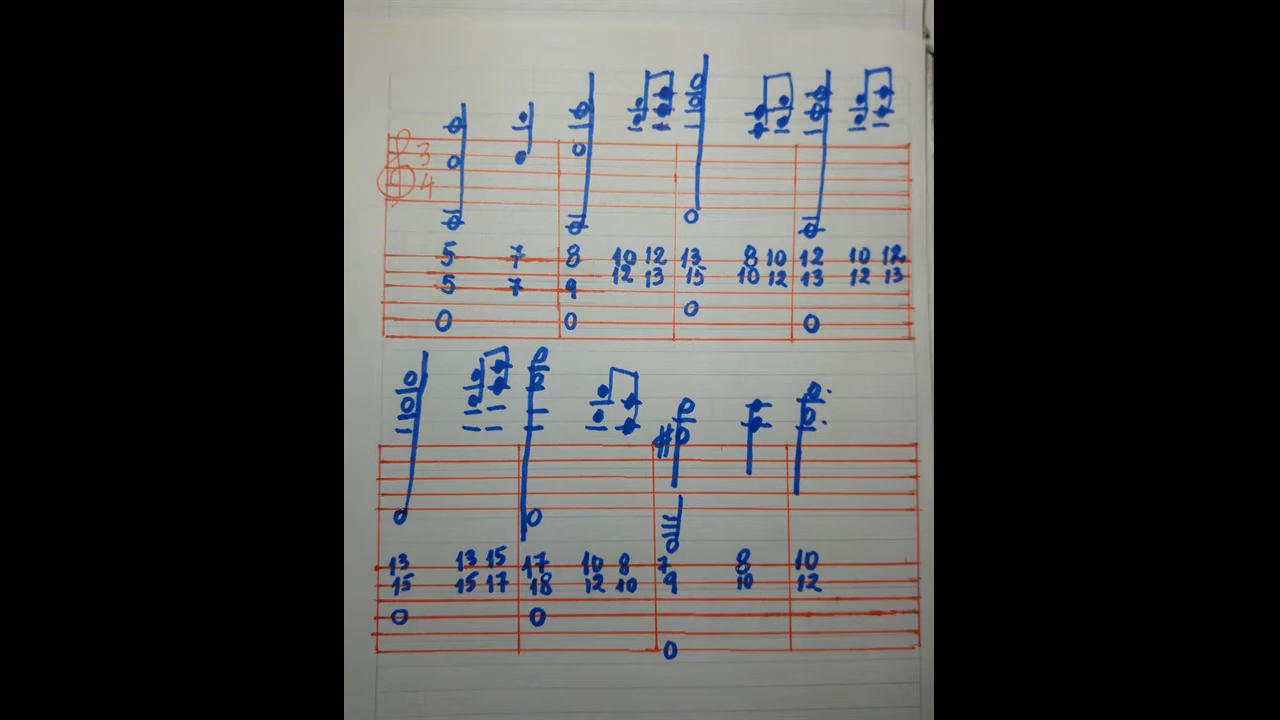 3
4
5 7 8 10 12 13 8 10 12 10 12
12 13 15 10 12 13 12 13
5 7 9
0
0 0 0
#
13 13 15 17 10 8 7 8 10
15 15 17 18 12 10 9 10 12
0 0
0